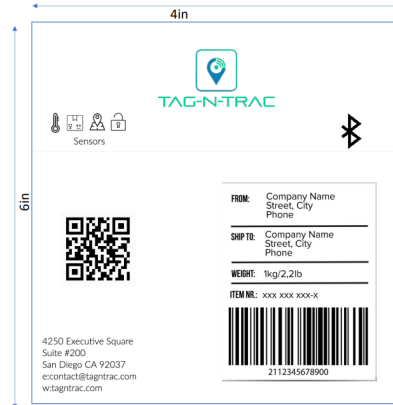 4in
6in
TAG-N-TRAC
Sensors
FROM: Company Name
Street, City
Phone
SHIP TO: Company Name
Street, City
Phone
WEIGHT: 1kg/2,2lb
ITEM NR.: xxx xxx xxx-x
2112345678900
4250 Executive Square
Suite #200
San Diego CA 92037
e:contact@tagntrac.com
w:tagntrac.com